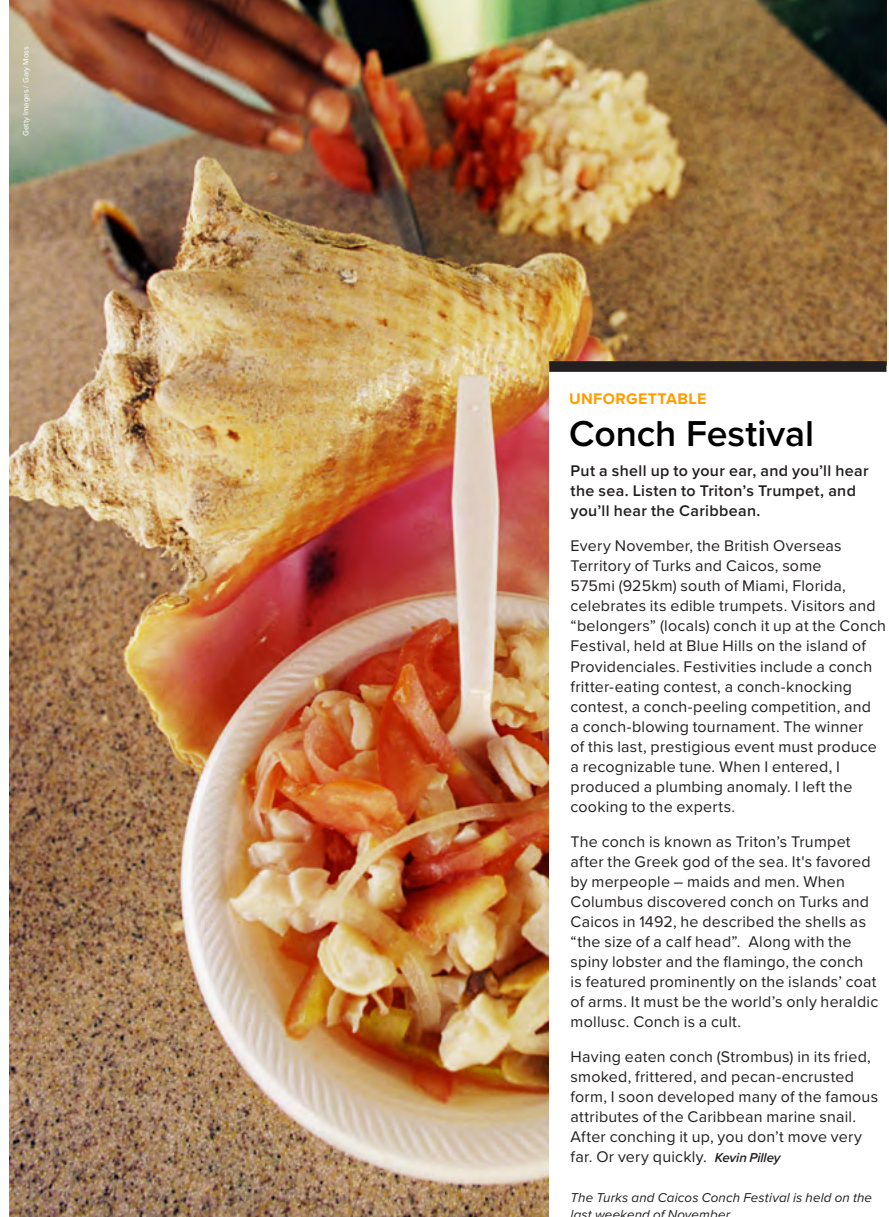 Getty Images / Gary Moss
UNFORGETTABLE
Conch Festival
Put a shell up to your ear, and you’ll hear
the sea. Listen to Triton’s Trumpet, and
you’ll hear the Caribbean.
Every November, the British Overseas
Territory of Turks and Caicos, some
575mi (925km) south of Miami, Florida,
celebrates its edible trumpets. Visitors and
“belongers” (locals) conch it up at the Conch
Festival, held at Blue Hills on the island of
Providenciales. Festivities include a conch
fritter-eating contest, a conch-knocking
contest, a conch-peeling competition, and
a conch-blowing tournament. The winner
of this last, prestigious event must produce
a recognizable tune. When I entered, I
produced a plumbing anomaly. I left the
cooking to the experts.
The conch is known as Triton’s Trumpet
after the Greek god of the sea. It's favored
by merpeople – maids and men. When
Columbus discovered conch on Turks and
Caicos in 1492, he described the shells as
“the size of a calf head”.  Along with the
spiny lobster and the flamingo, the conch
is featured prominently on the islands’ coat
of arms. It must be the world’s only heraldic
mollusc. Conch is a cult.
Having eaten conch (Strombus) in its fried,
smoked, frittered, and pecan-encrusted
form, I soon developed many of the famous
attributes of the Caribbean marine snail.
After conching it up, you don’t move very
far. Or very quickly.  Kevin Pilley
The Turks and Caicos Conch Festival is held on the
last weekend of November